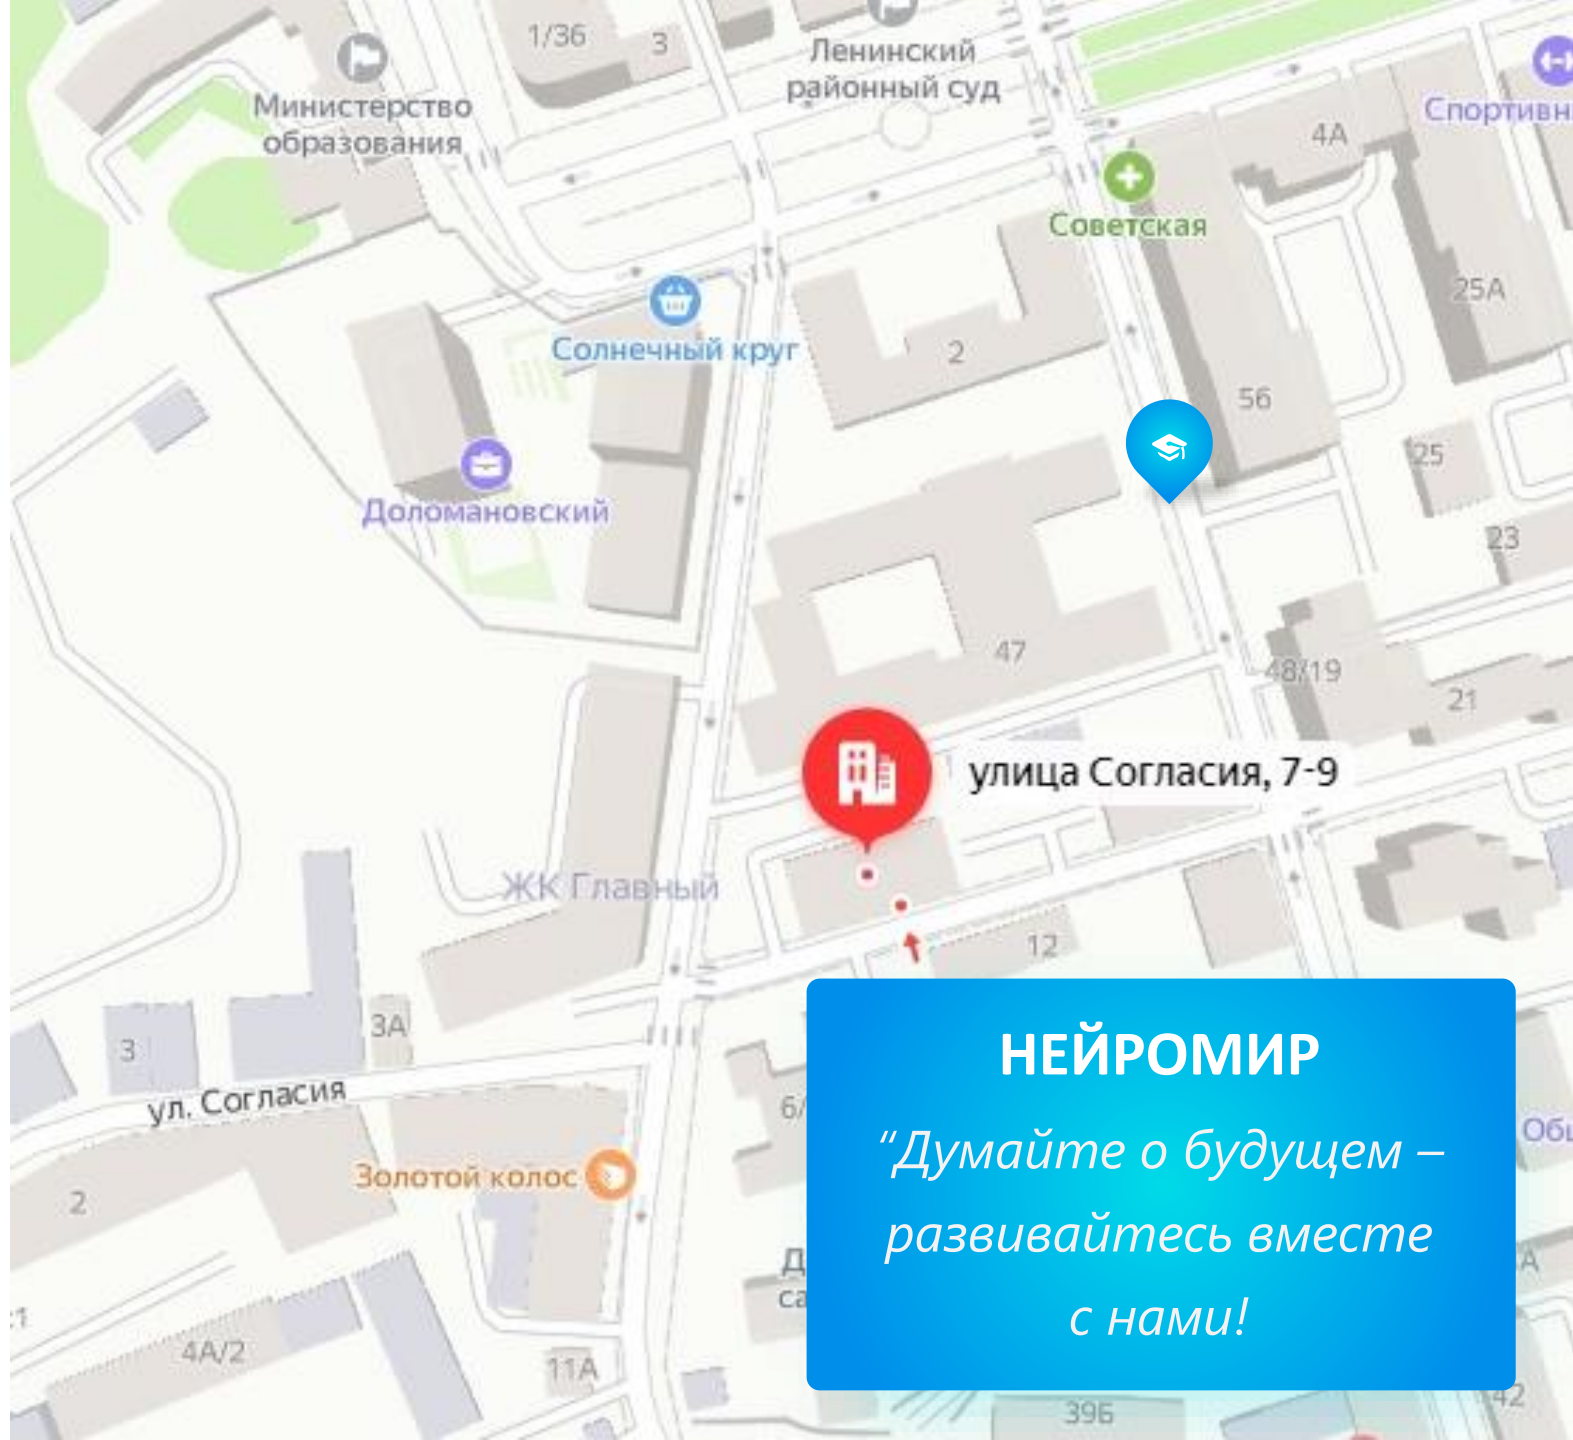 1/36
3
Ленинский
районный суд
Министерство
образования
Спортивн
4А
Советская
25А
Солнечный круг
2
56
25
Доломановский
23
47
48/19
21
улица Согласия, 7-9
ЖК Главный
12
3А
3
ул. Согласия
НЕЙРОМИР
6/
“Думайте о будущем –
развивайтесь вместе
с нами!
Золотой колос
2
Д
са
4А/2
11А
39Б
42